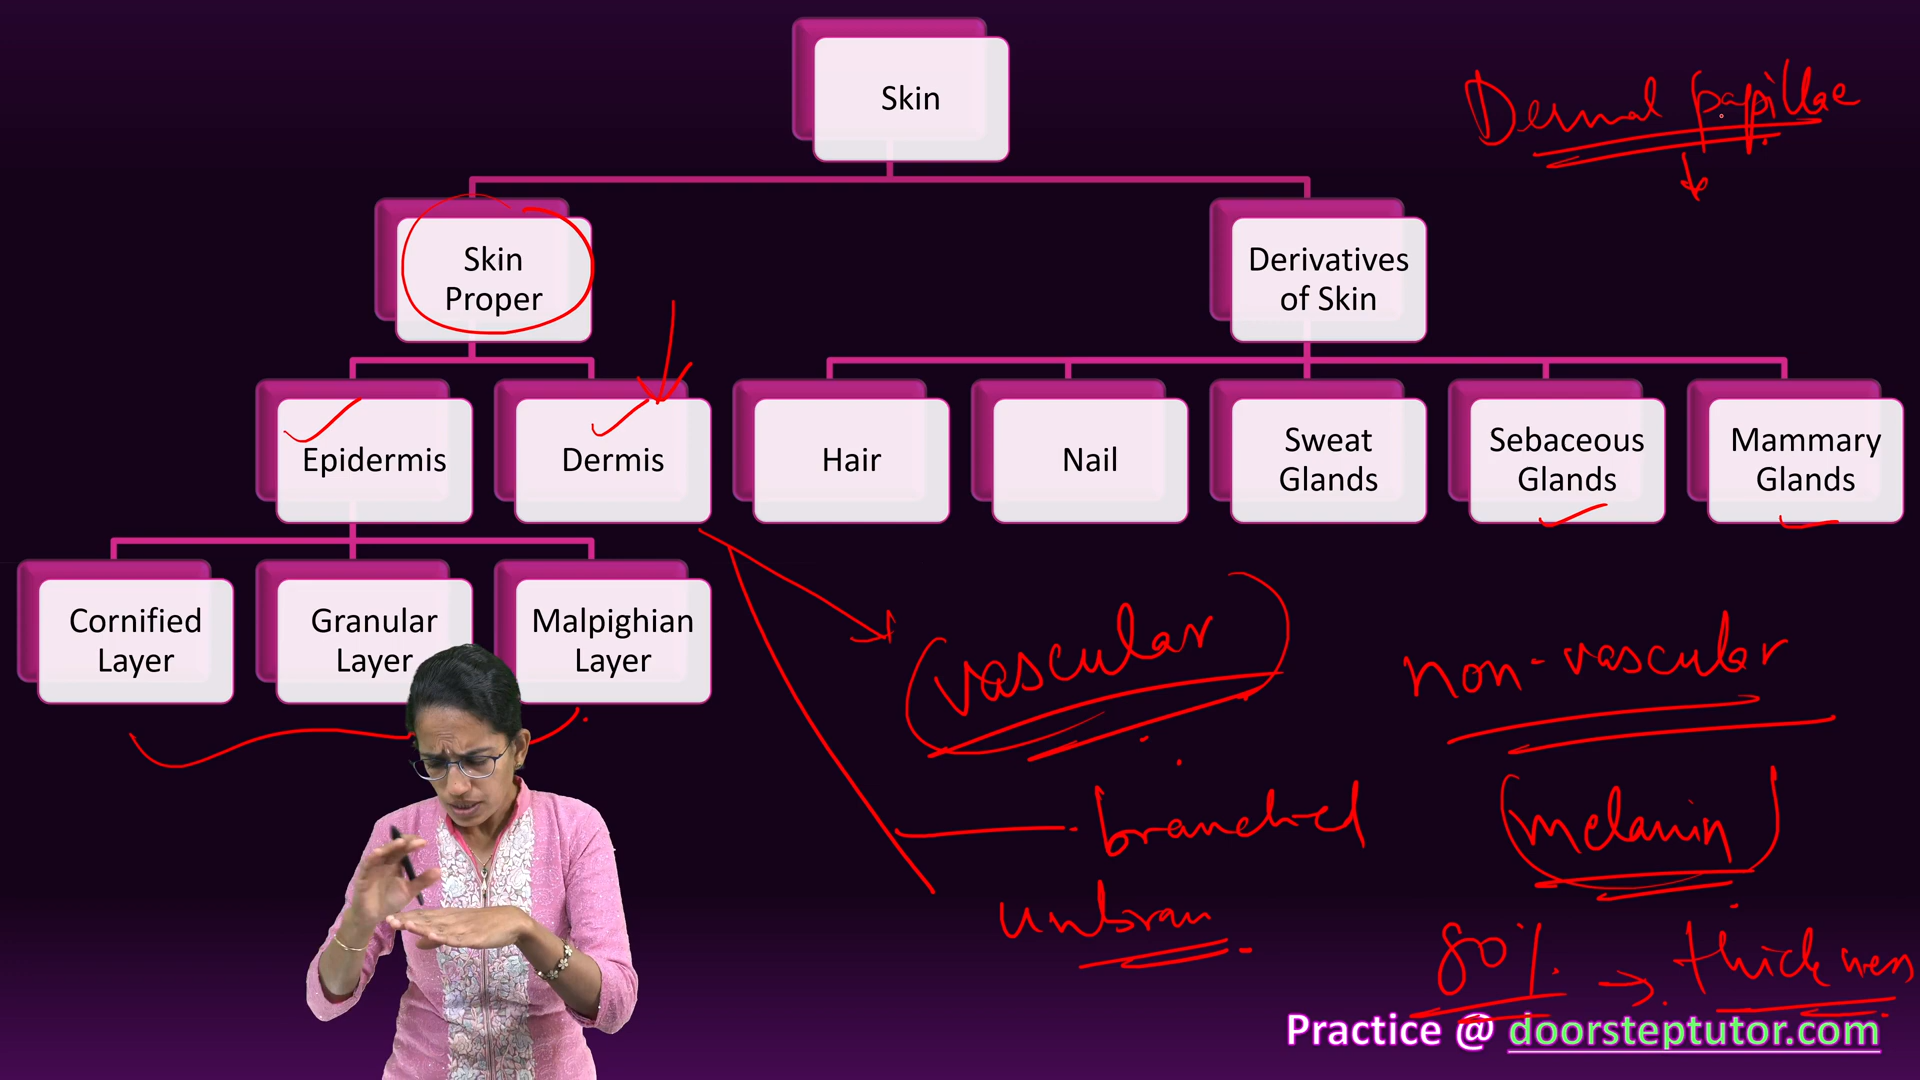 Skin
Dermal papillae
Skin
Proper
Derivatives
of Skin
Epidermis
Dermis
Hair
Nail
Sweat
Glands
Sebaceous
Glands
Mammary
Glands
Cornified
Layer
Granular
Layer
Malpighian
Layer
vascular
non-vascular
branched
melanin
unbran
80% → thickness
Practice @ doorsteptutor.com